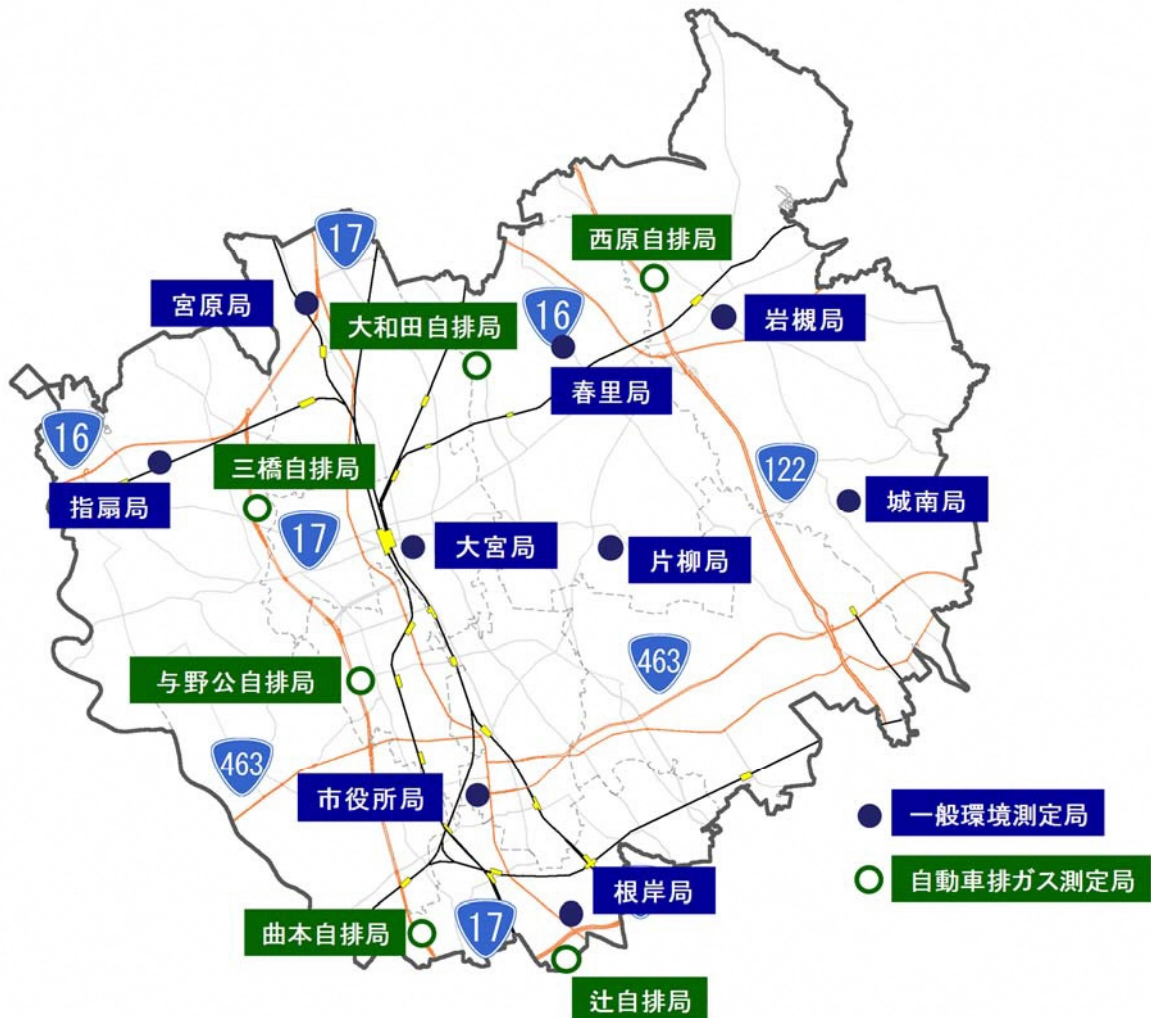 17
西原自排局
宮原局
大和田自排局
16
岩槻局
春里局
16
三橋自排局
122
指扇局
城南局
17
大宮局
片柳局
与野公自排局
463
463
市役所局
一般環境測定局
根岸局
自動車排ガス測定局
曲本自排局
17
辻自排局